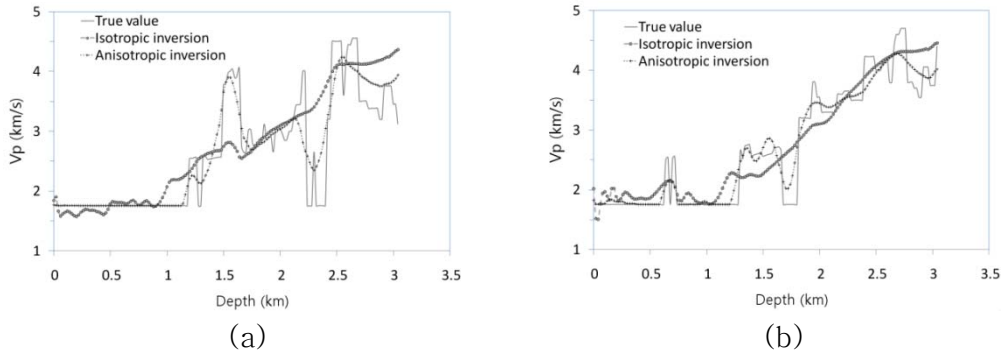 5
4
3
2
1
Vp (km/s)
True value
Isotropic inversion
Anisotropic inversion
0
0.5
1
1.5
2
2.5
3
3.5
Depth (km)
(a)
5
4
3
2
1
Vp (km/s)
True value
Isotropic inversion
Anisotropic inversion
0
0.5
1
1.5
2
2.5
3
3.5
Depth (km)
(b)